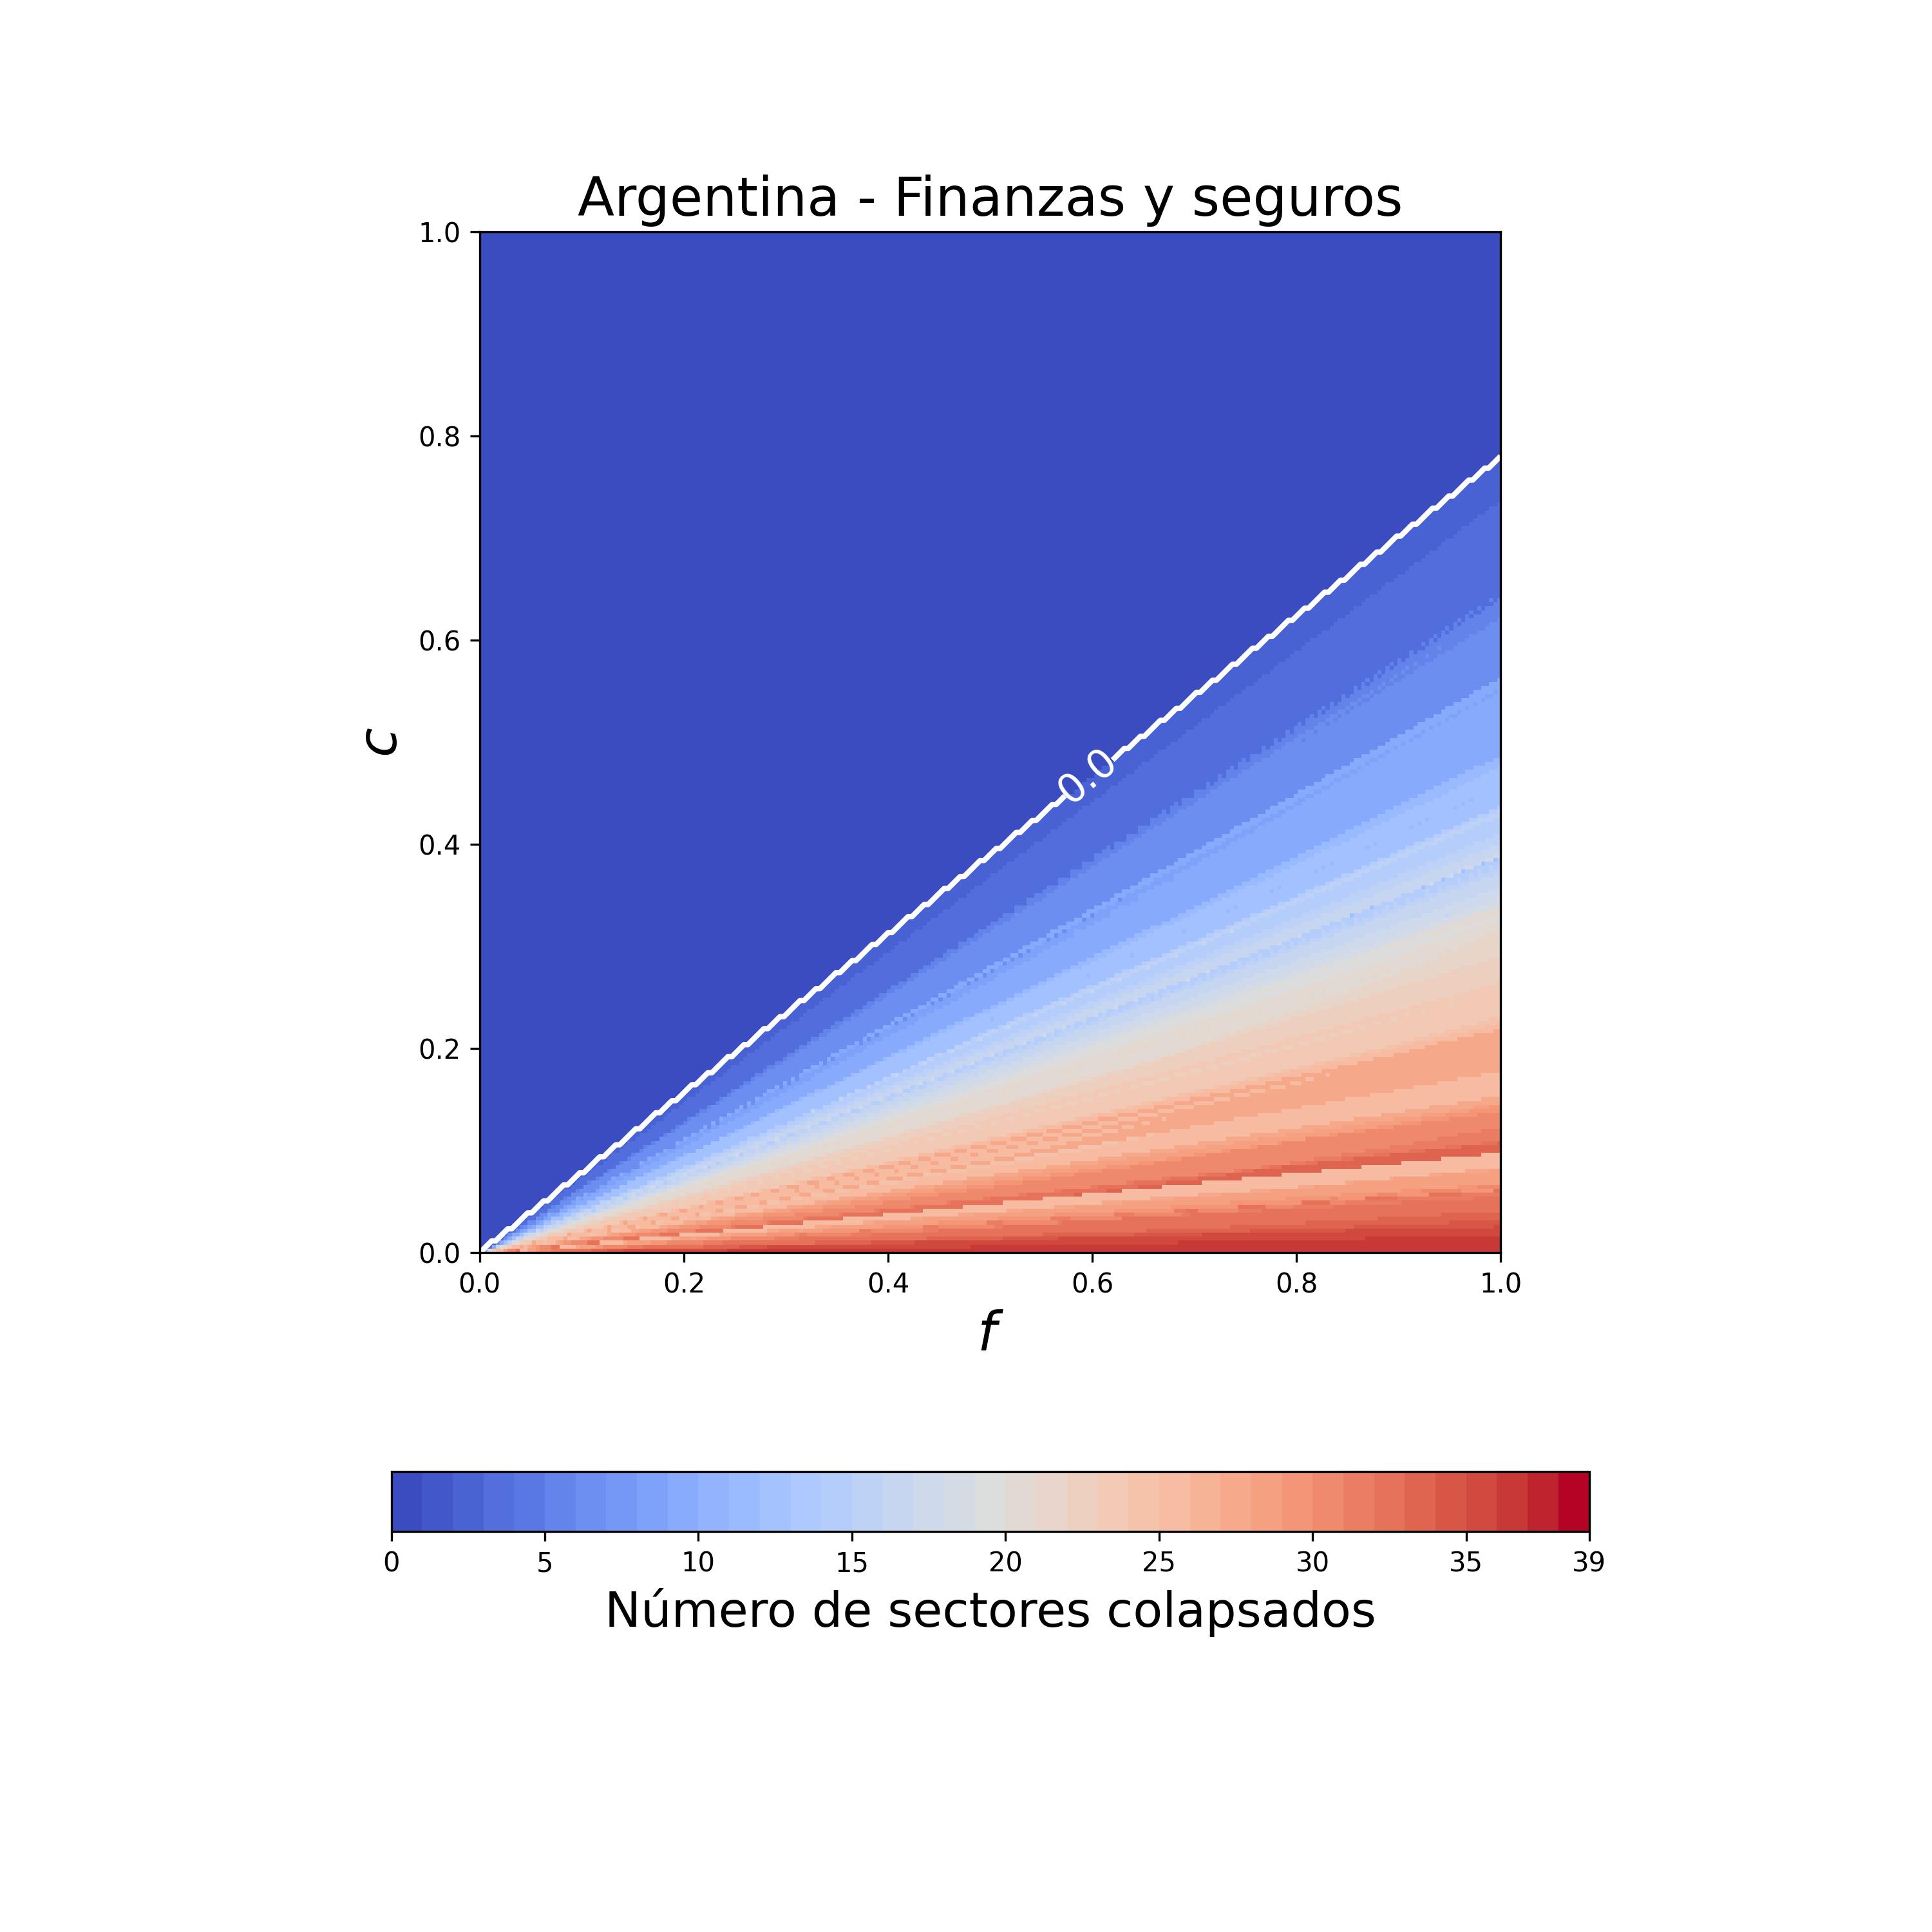 Argentina - Finanzas y seguros
1.0
0.8
0.6
0.4
0.2
0.0
c
0.0
0.0 0.2 0.4 0.6 0.8 1.0
f
0 5 10 15 20 25 30 35 39
Número de sectores colapsados